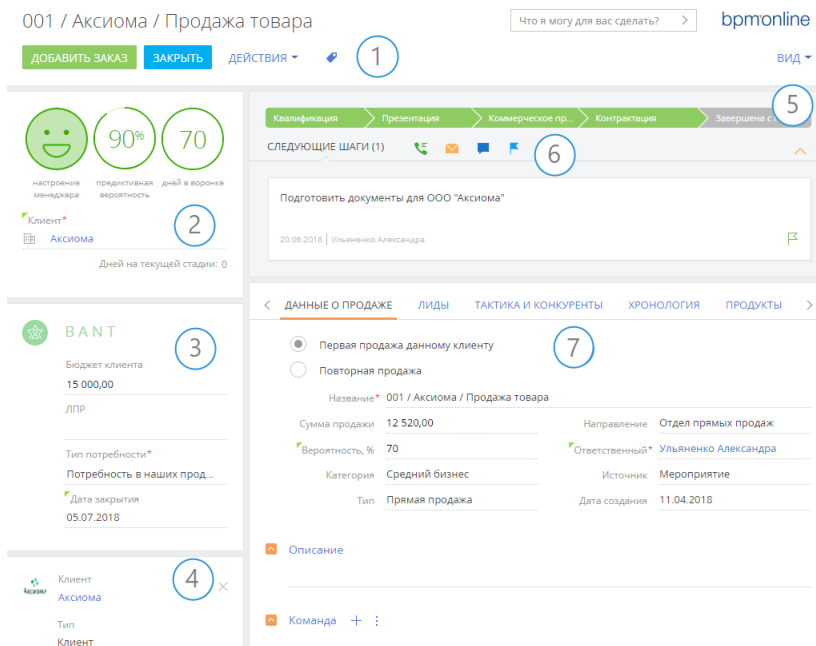 001 / Аксиома / Продажа товара
Что я могу для вас сделать?
bpmonline
ДОБАВИТЬ ЗАКАЗ
ЗАКРЫТЬ
ДЕЙСТВИЯ
1
ВИД
90%
70
настроение менеджера
предиктивная вероятность
дней в воронке
Клиент*
2
Аксиома
Дней на текущей стадии: 0
BANT
3
Бюджет клиента
15 000,00
ЛПР
Тип потребности*
Потребность в наших прод...
Дата закрытия
05.07.2018
4
Аксиома
Клиент
Аксиома
Тип
Клиент
5
Квалификация
Презентация
Коммерческое пр...
Контрактация
Завершена с
СЛЕДУЮЩИЕ ШАГИ (1)
6
Подготовить документы для ООО "Аксиома"
20.06.2018 | Ульяненко Александра
ДАННЫЕ О ПРОДАЖЕ
ЛИДЫ
ТАКТИКА И КОНКУРЕНТЫ
ХРОНОЛОГИЯ
ПРОДУКТЫ
7
Первая продажа данному клиенту
Повторная продажа
Название* 001 / Аксиома / Продажа товара
Сумма продажи 12 520,00
Направление Отдел прямых продаж
Вероятность, % 70
Ответственный* Ульяненко Александра
Категория Средний бизнес
Источник Мероприятие
Тип Прямая продажа
Дата создания 11.04.2018
Описание
Команда